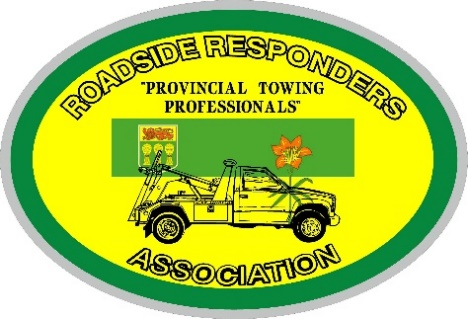 ROADSIDE RESPONDERS
"PROVINCIAL TOWING
PROFESSIONALS"
ASSOCIATION